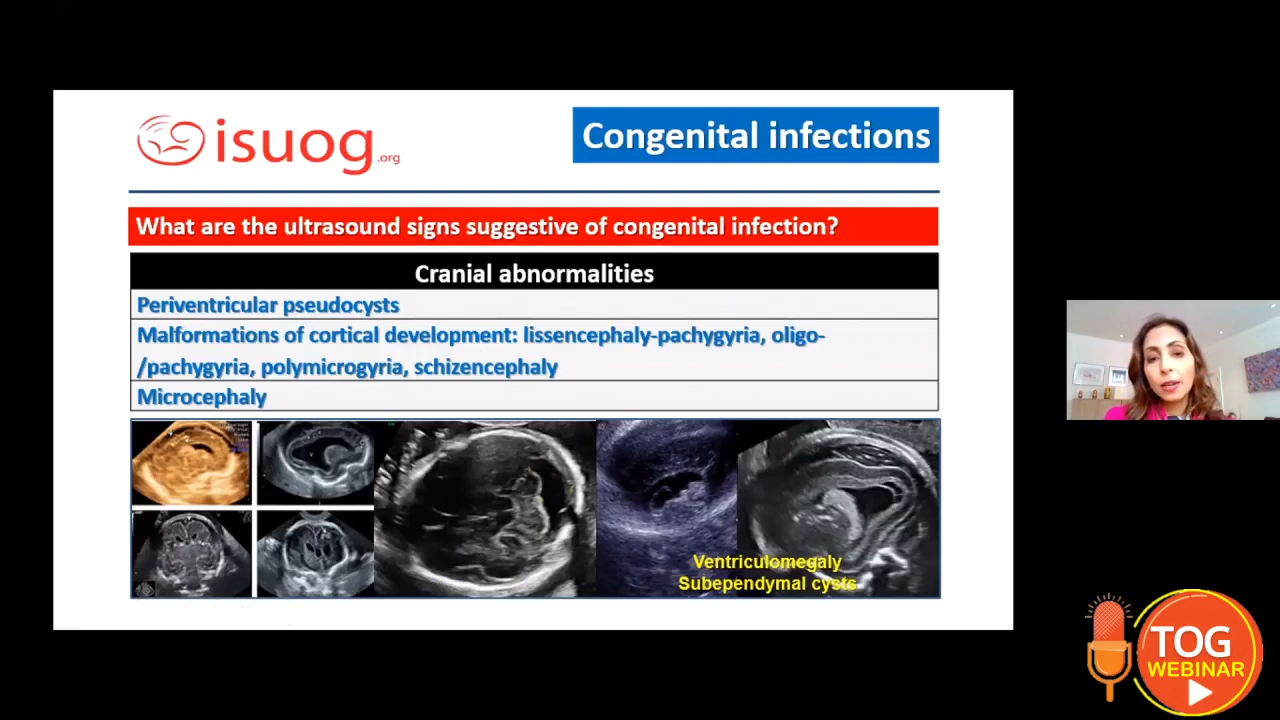 isuog.org
Congenital infections
What are the ultrasound signs suggestive of congenital infection?
Cranial abnormalities
Periventricular pseudocysts
Malformations of cortical development: lissencephaly-pachygyria, oligo-
/pachygyria, polymicrogyria, schizencephaly
Microcephaly
Ventriculomegaly
Subependymal cysts
TOG
WEBINAR